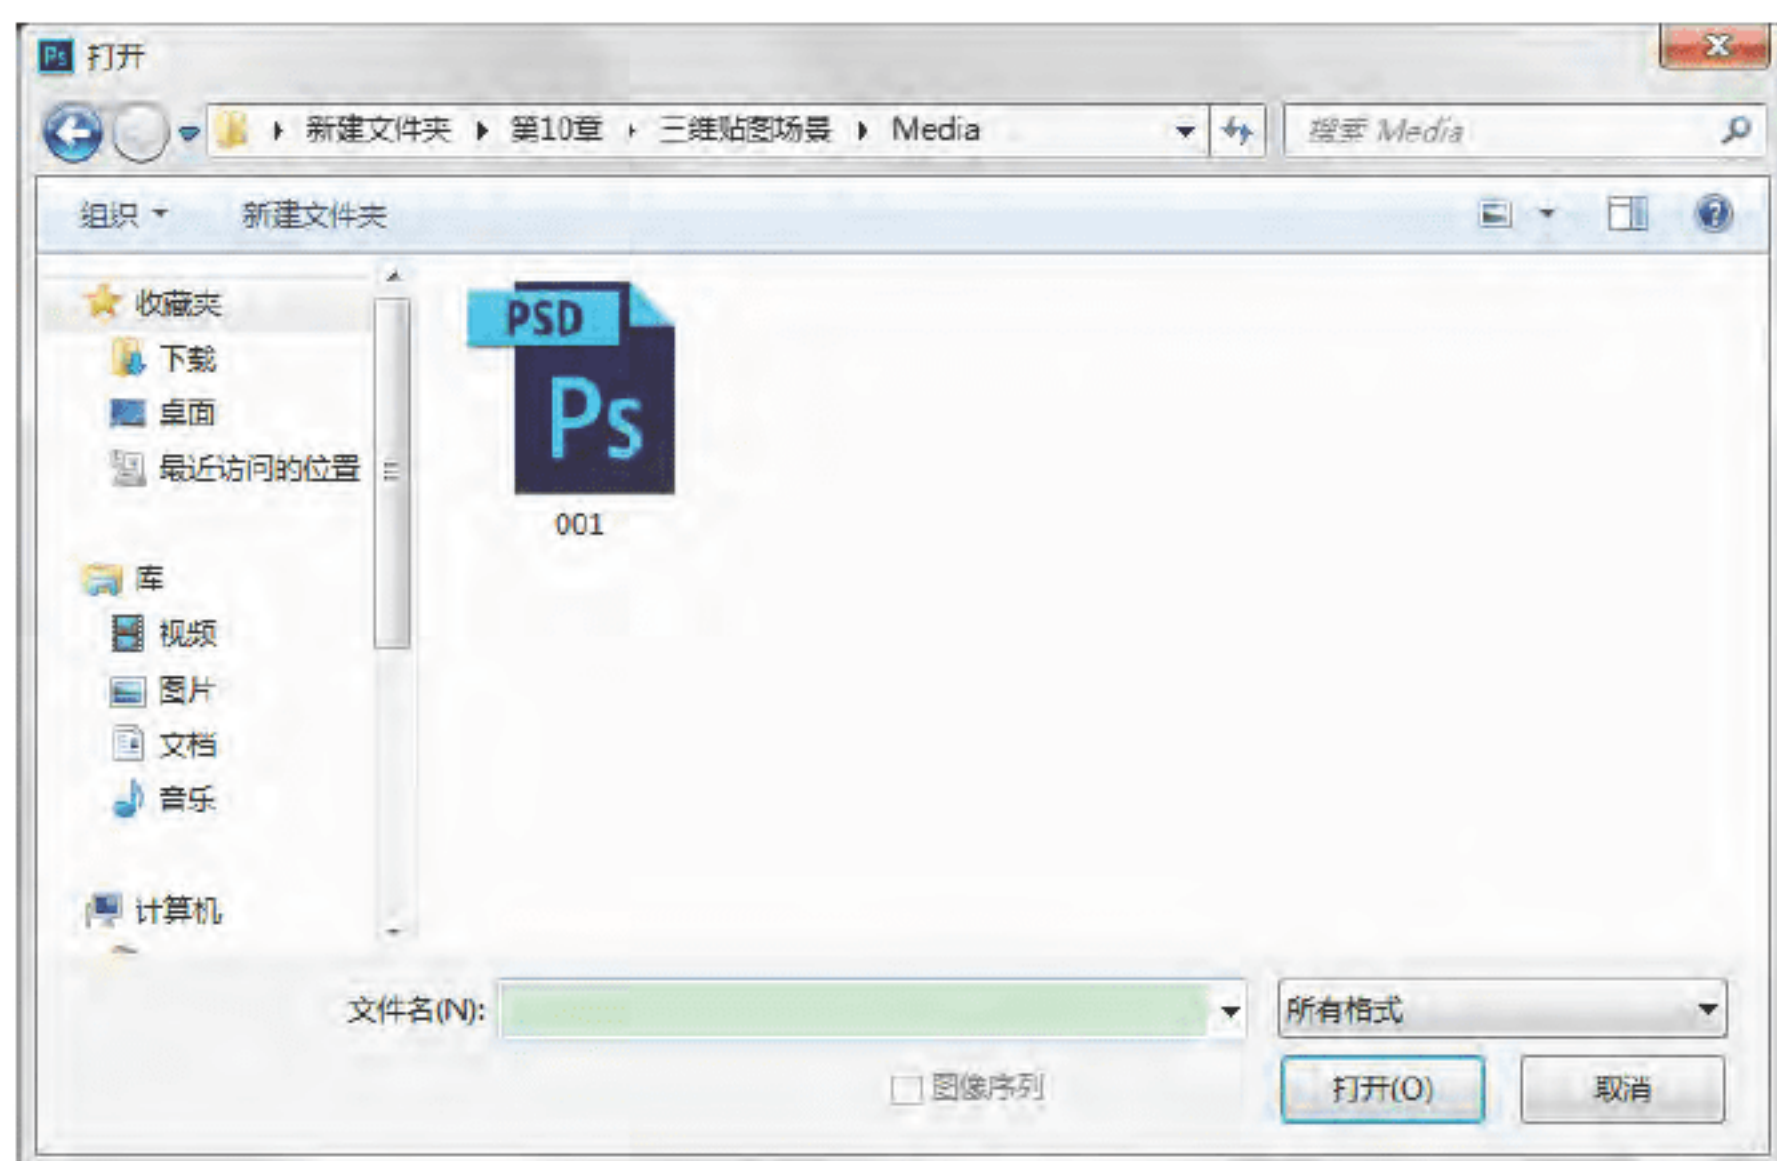 Ps 打开
新建文件夹 第10章 三维贴图场景 Media 搜索 Media
组织 新建文件夹
收藏夹
下载
桌面
最近访问的位置
库
视频
图片
文档
音乐
计算机
PSD
Ps
001
文件名(N): 所有格式
图像序列 打开(O) 取消